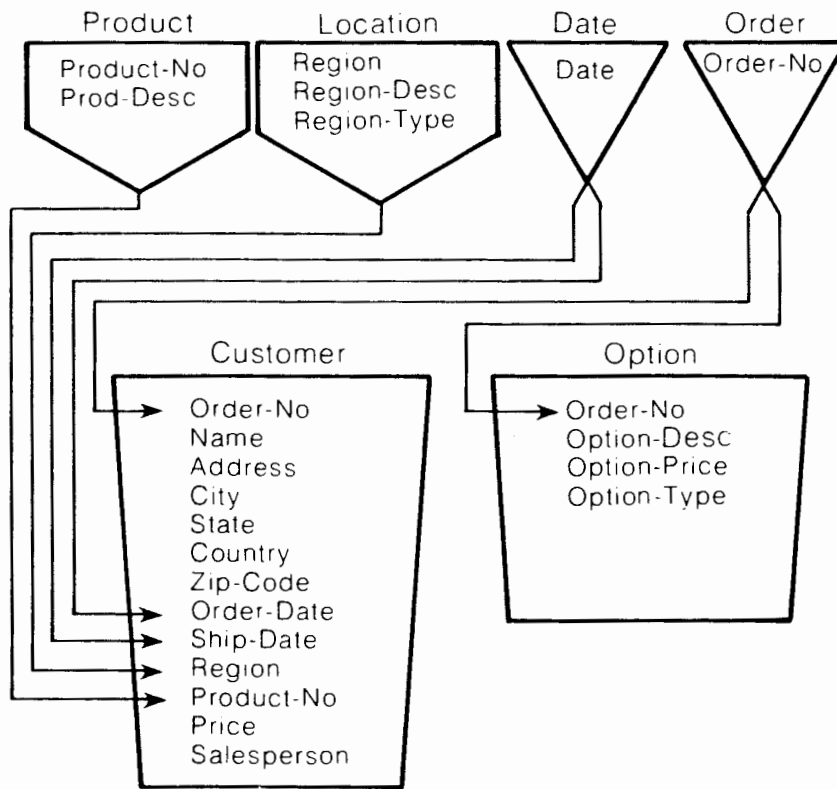 Product
Product-No
Prod-Desc
Location
Region
Region-Desc
Region-Type
Date
Date
Order
Order-No
Customer
Order-No
Name
Address
City
State
Country
Zip-Code
Order-Date
Ship-Date
Region
Product-No
Price
Salesperson
Option
Order-No
Option-Desc
Option-Price
Option-Type